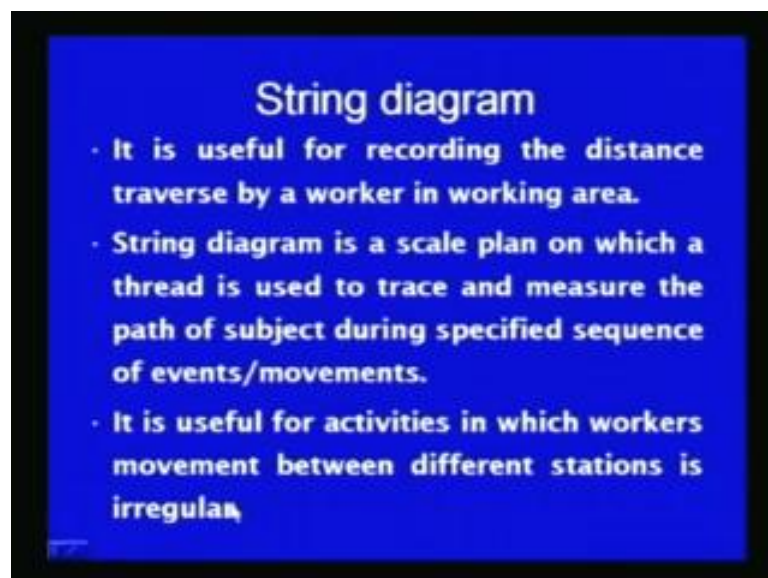 String diagram
· It is useful for recording the distance
traverse by a worker in working area.
· String diagram is a scale plan on which a
thread is used to trace and measure the
path of subject during specified sequence
of events/movements.
· It is useful for activities in which workers
movement between different stations is
irregular